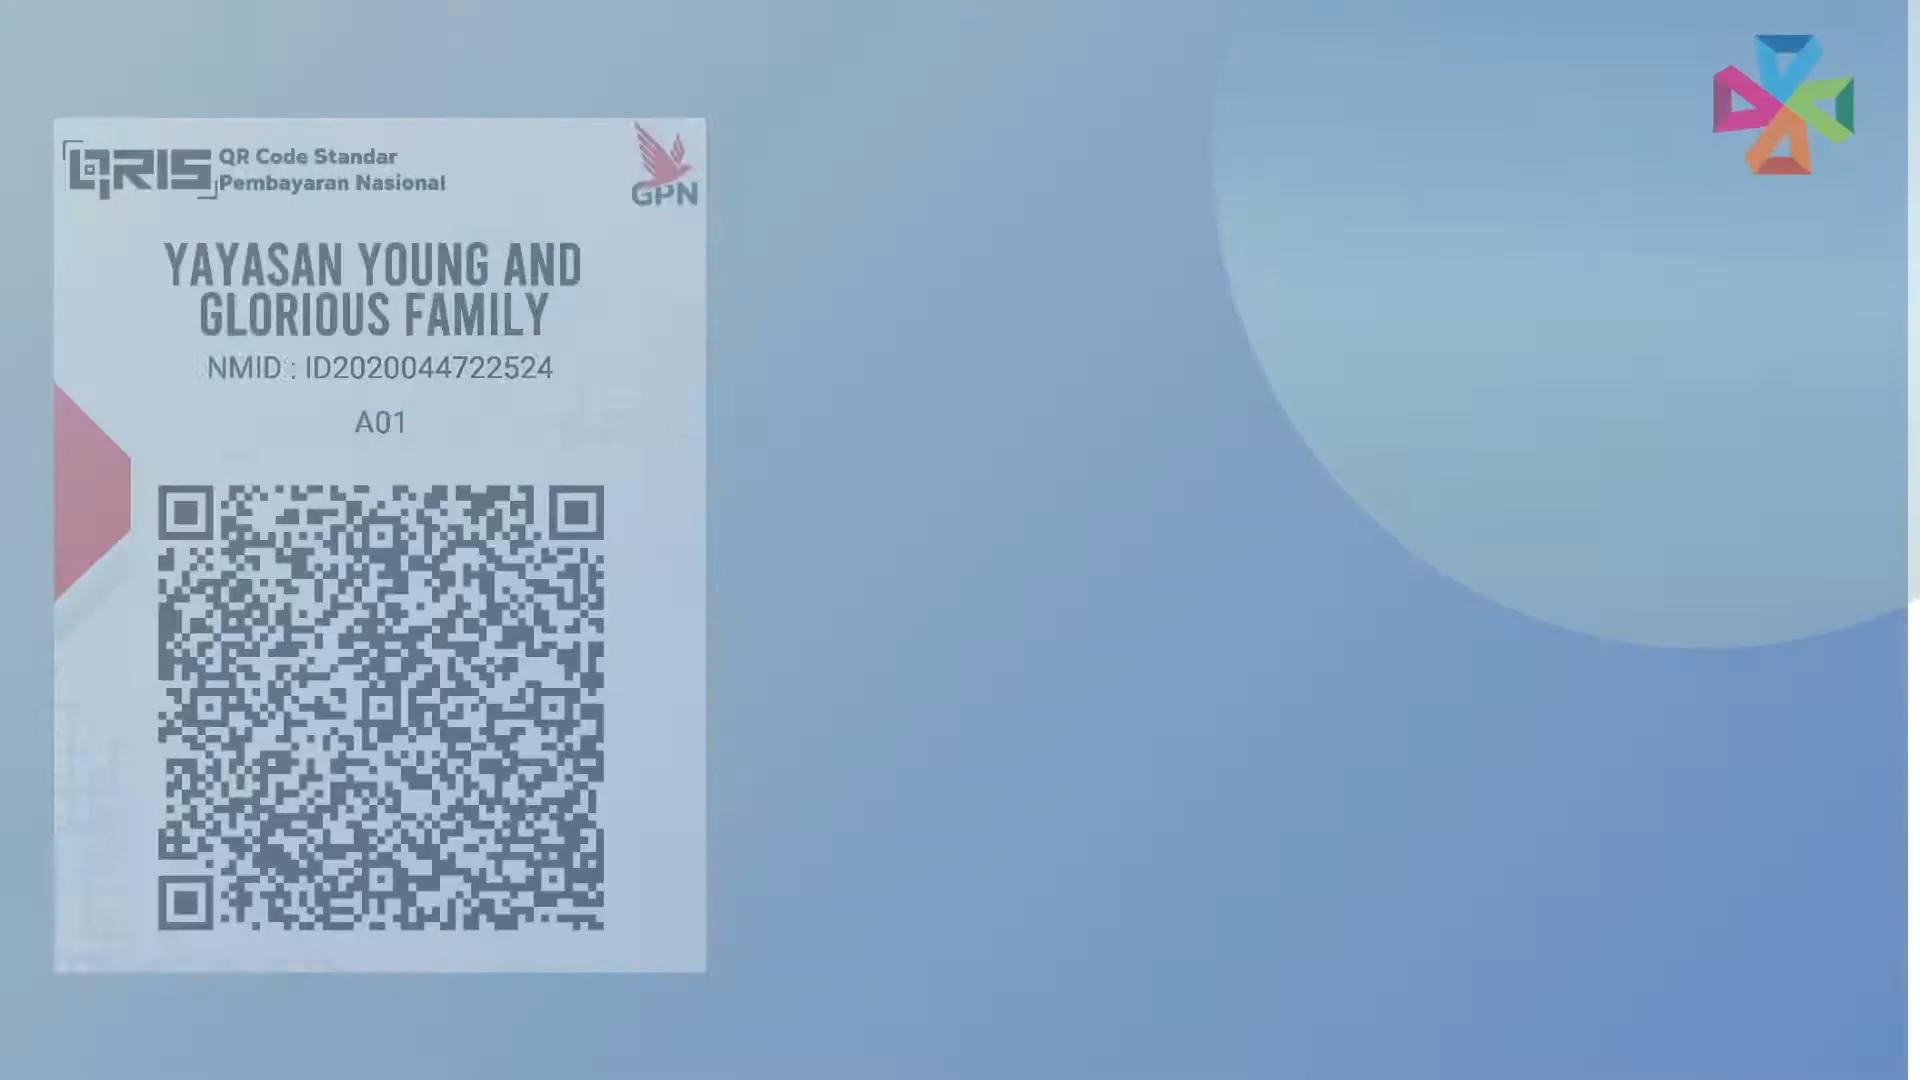 QRIS QR Code Standar
Pembayaran Nasional
GPN
YAYASAN YOUNG AND
GLORIOUS FAMILY
NMID : ID2020044722524
A01